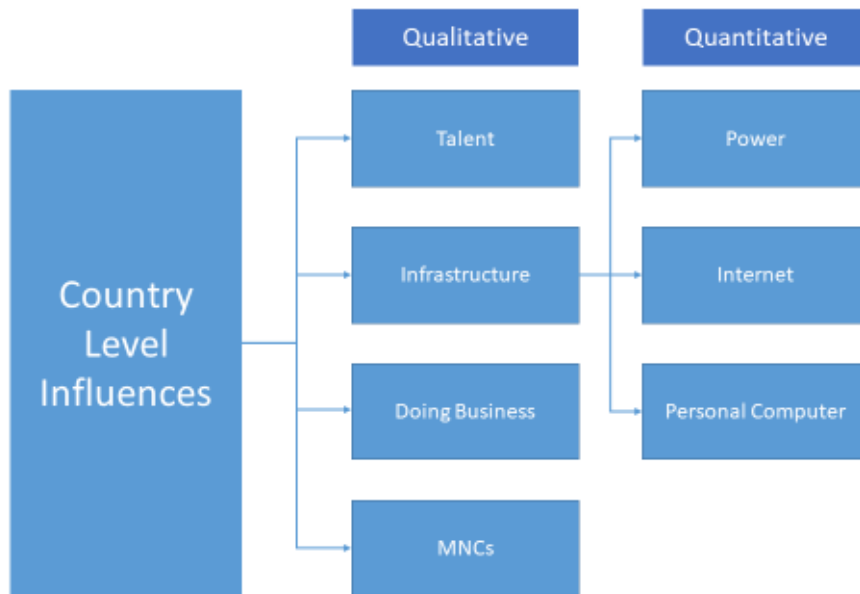 Qualitative
Quantitative
Country
Level
Influences
Talent
Power
Infrastructure
Internet
Doing Business
Personal Computer
MNCs